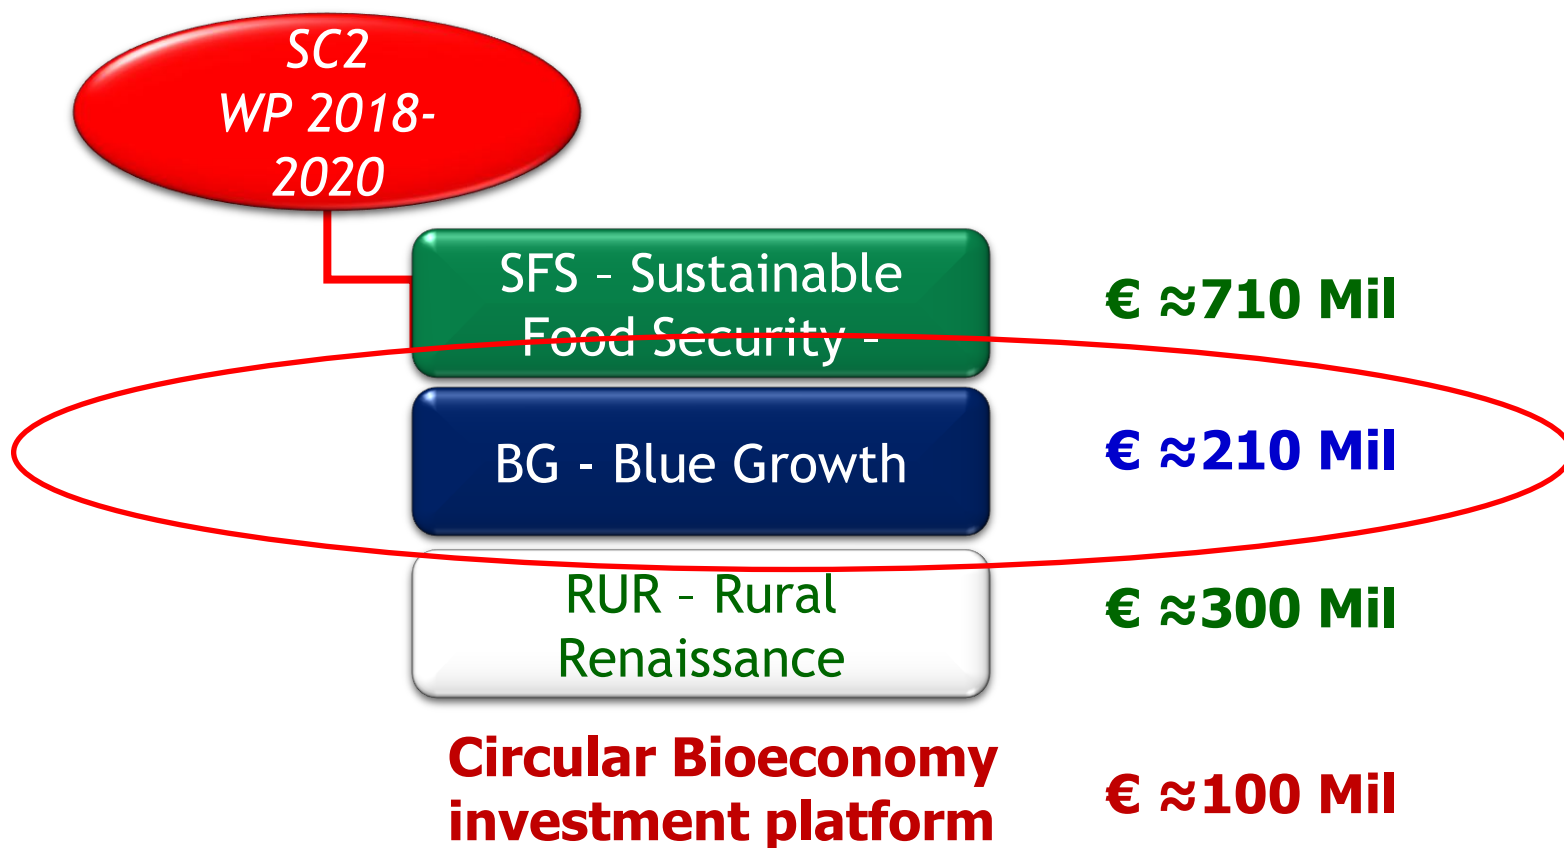 SC2
WP 2018-
2020
SFS – Sustainable
Food Security –
€ ≈710 Mil
BG - Blue Growth
€ ≈210 Mil
RUR – Rural
Renaissance
€ ≈300 Mil
Circular Bioeconomy
investment platform
€ ≈100 Mil